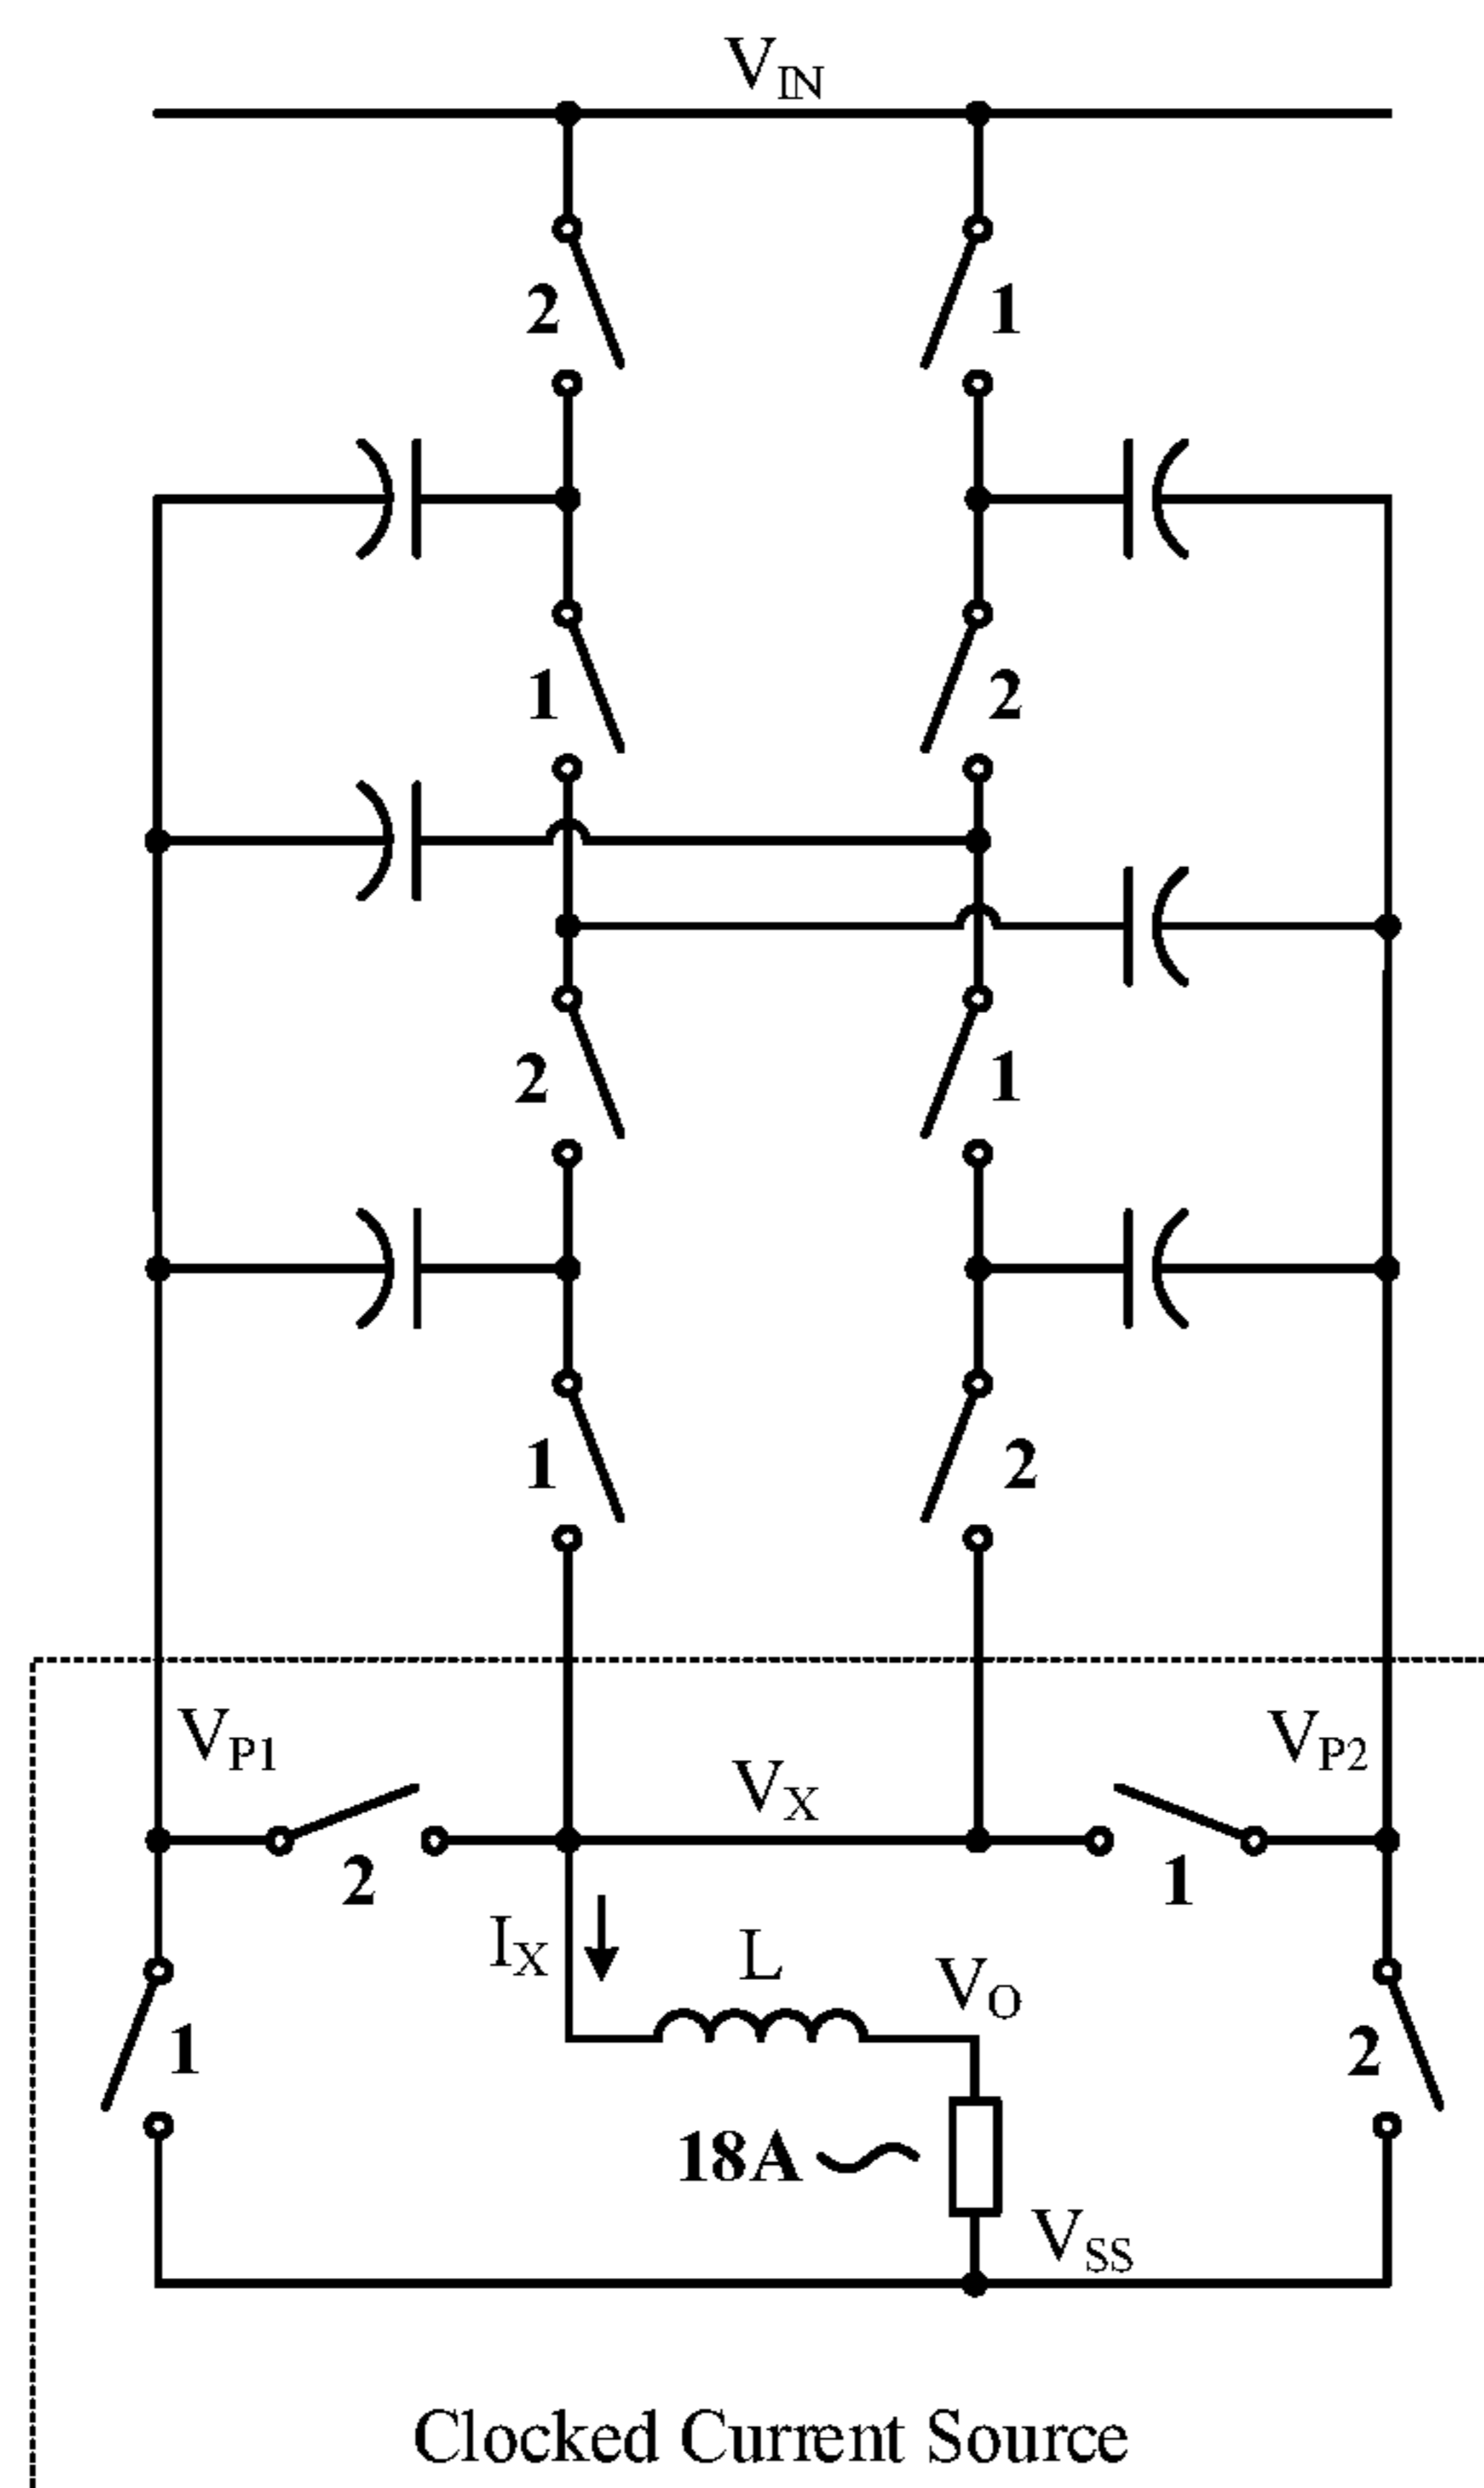 V_IN
2 1
1 2
2 1
1 2
V_P1 V_X V_P2
2 1
I_X L V_O
1 18A 2
V_SS
Clocked Current Source